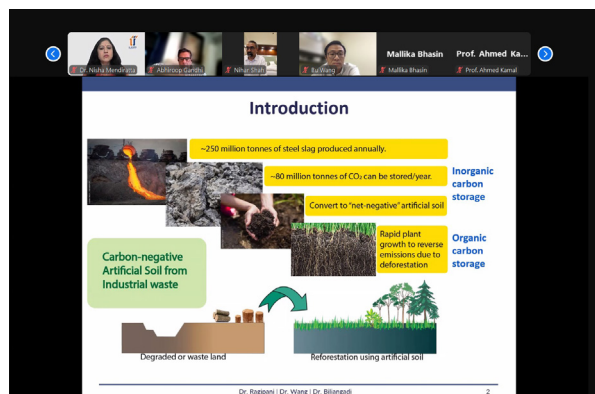 Dr. Nisha Mendiratta
Abhiroop Gandhi
Nihar Shah
Bu Wang
Mallika Bhasin
Mallika Bhasin
Prof. Ahmed Ka...
Prof. Ahmed Kamal
Introduction
~250 million tonnes of steel slag produced annually.
~80 million tonnes of CO₂ can be stored/year.
Inorganic
carbon
storage
Convert to "net-negative" artificial soil
Rapid plant
growth to reverse
emissions due to
deforestation
Organic
carbon
storage
Carbon-negative
Artificial Soil from
Industrial waste
Degraded or waste land
Reforestation using artificial soil
Dr. Ragipani | Dr. Wang | Dr. Biliangadi
2